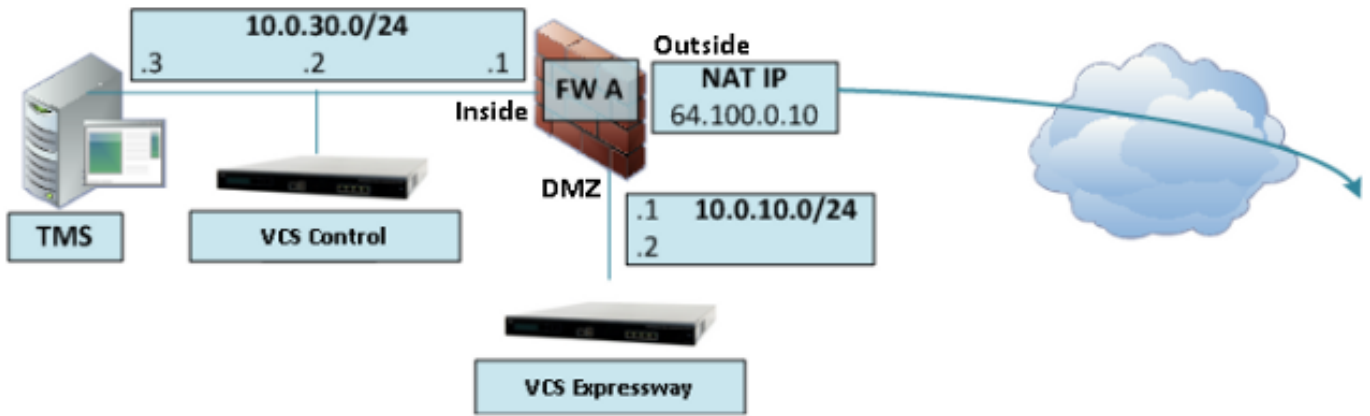 10.0.30.0/24
.3 .2 .1
Outside
FW A
NAT IP
64.100.0.10
Inside
DMZ
.1 10.0.10.0/24
.2
TMS
VCS Control
VCS Expressway